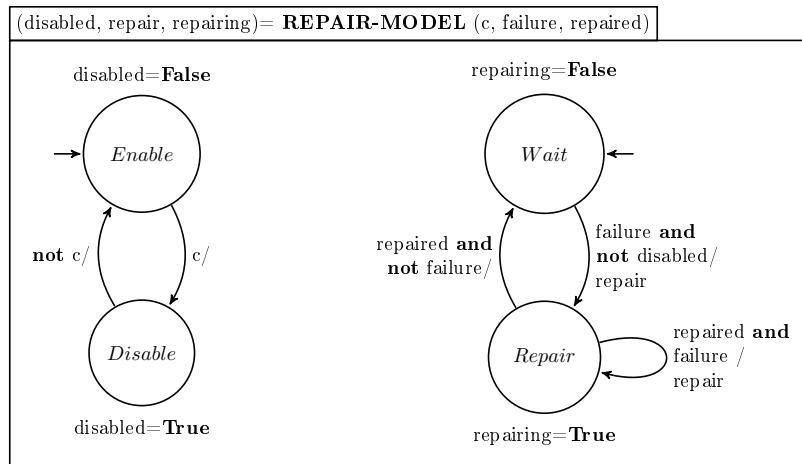 (disabled, repair, repairing)= REPAIR-MODEL (c, failure, repaired)
disabled=False
Enable
not c/
c/
Disable
disabled=True
repairing=False
Wait
repaired and
not failure/
failure and
not disabled/
repair
Repair
repaired and
failure /
repair
repairing=True